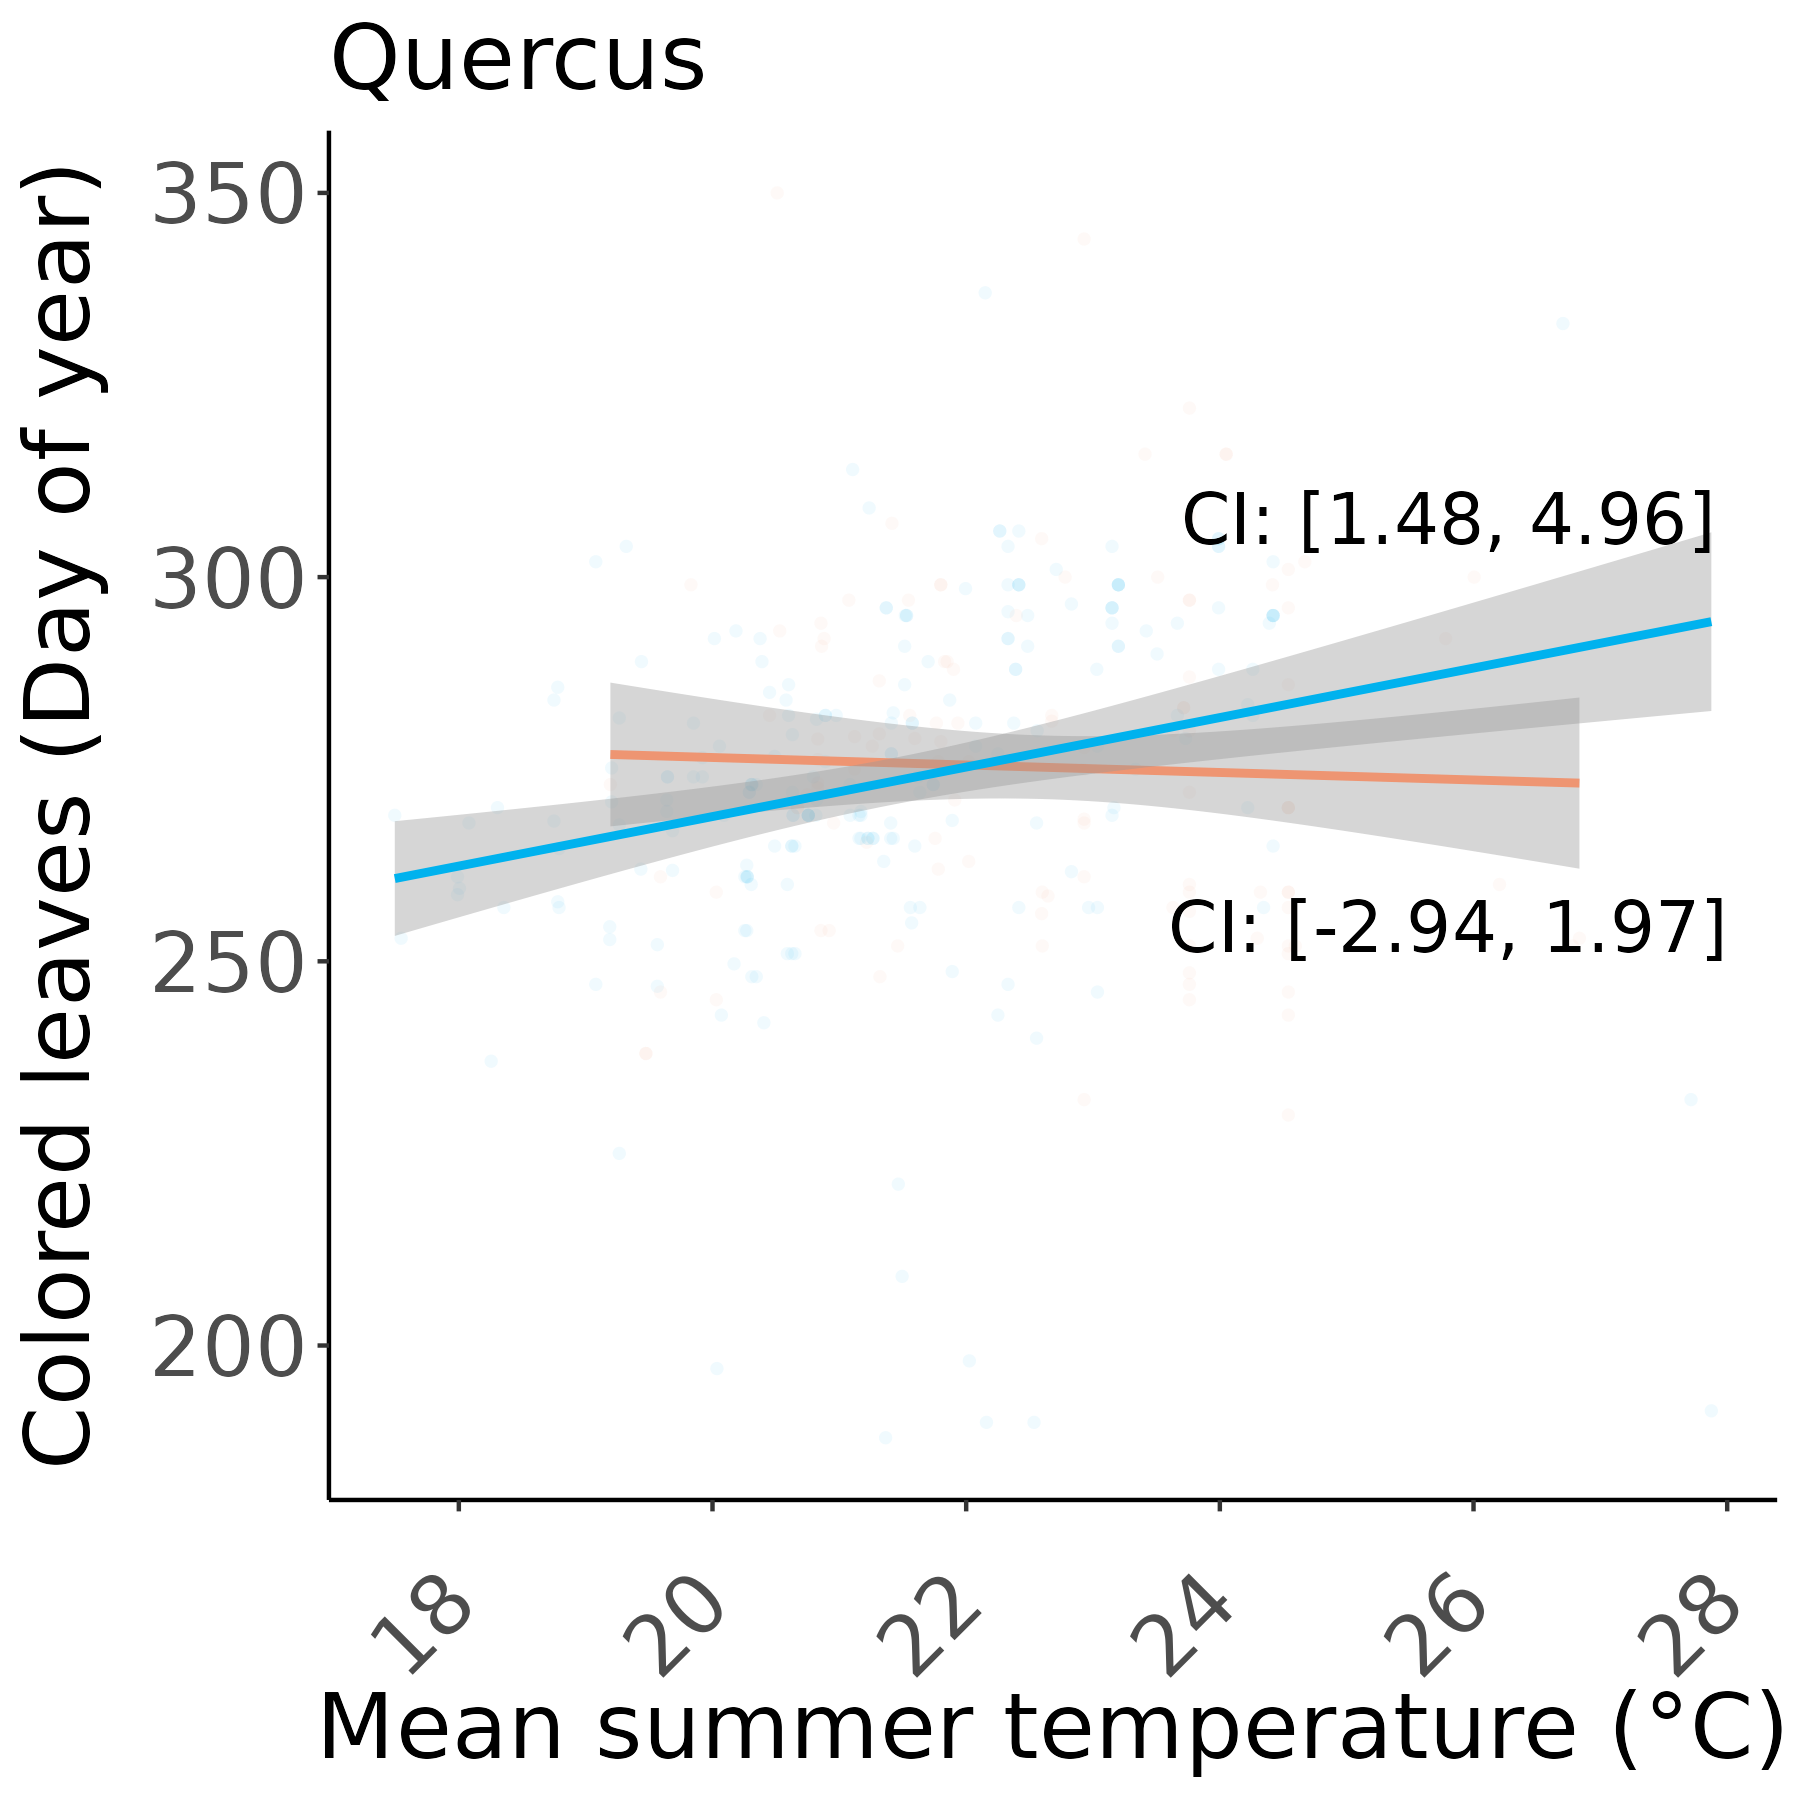 Quercus
Colored leaves (Day of year)
350
300
250
200
CI: [1.48, 4.96]
CI: [-2.94, 1.97]
18 20 22 24 26 28
Mean summer temperature (°C)